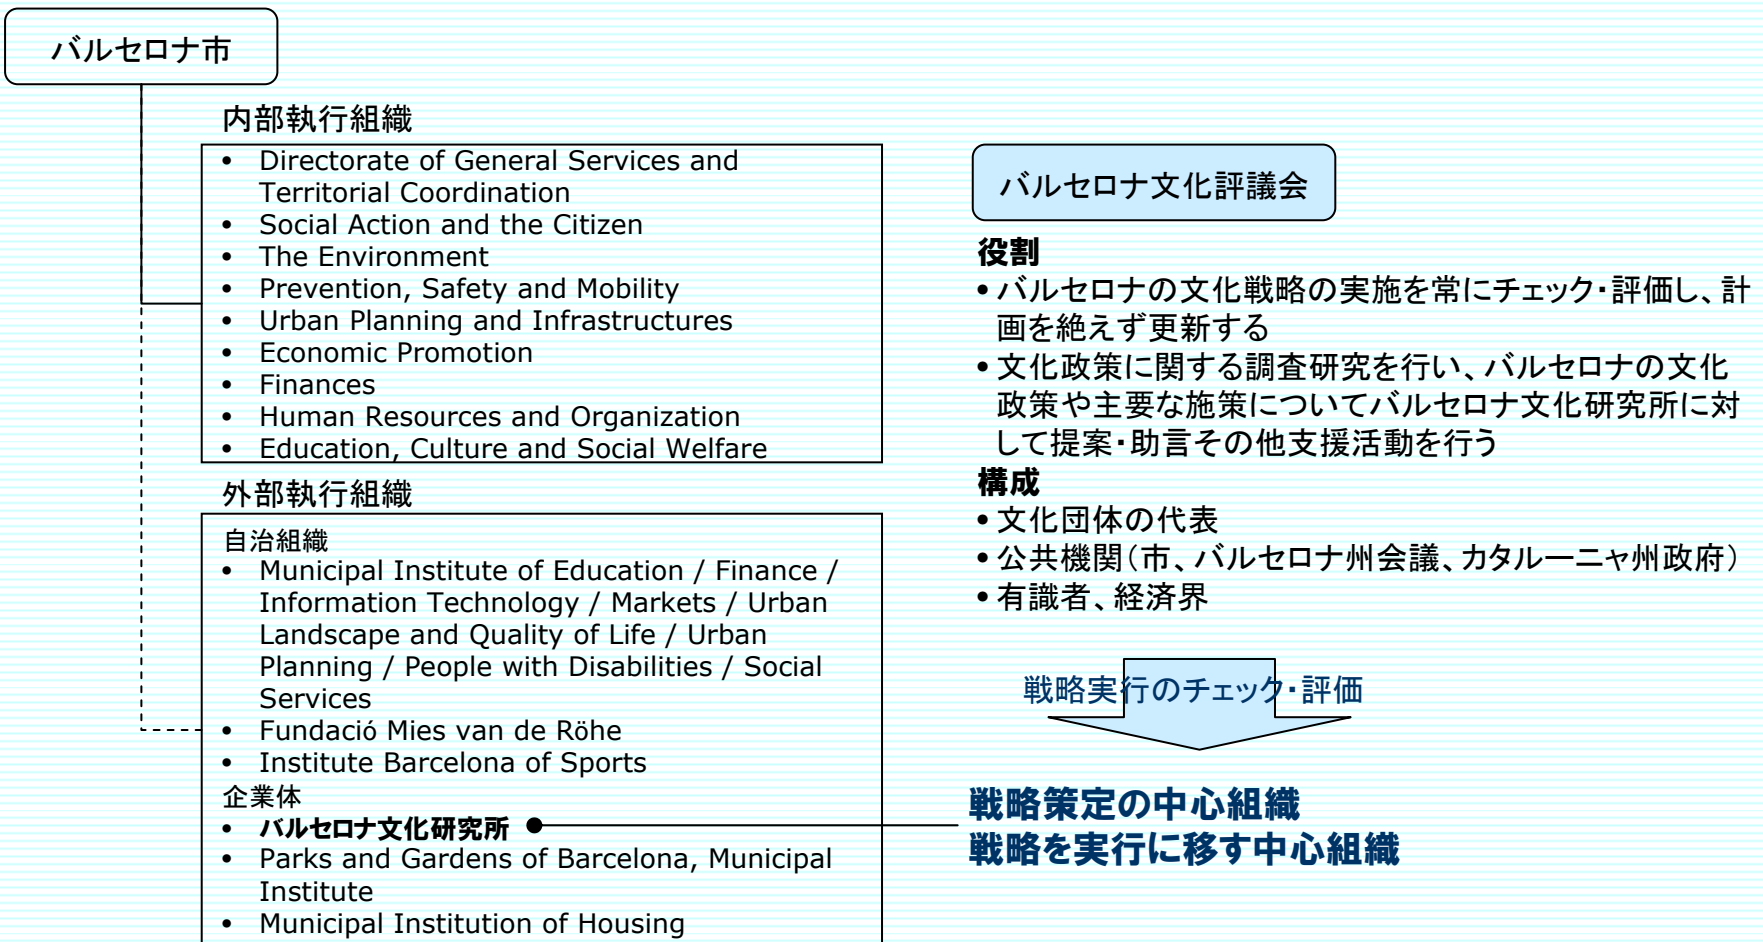 バルセロナ市
内部執行組織
• Directorate of General Services and
Territorial Coordination
• Social Action and the Citizen
• The Environment
• Prevention, Safety and Mobility
• Urban Planning and Infrastructures
• Economic Promotion
• Finances
• Human Resources and Organization
• Education, Culture and Social Welfare
外部執行組織
自治組織
• Municipal Institute of Education / Finance /
Information Technology / Markets / Urban
Landscape and Quality of Life / Urban
Planning / People with Disabilities / Social
Services
• Fundació Mies van de Röhe
• Institute Barcelona of Sports
企業体
• バルセロナ文化研究所
• Parks and Gardens of Barcelona, Municipal
Institute
• Municipal Institution of Housing
バルセロナ文化評議会
役割
•バルセロナの文化戦略の実施を常にチェック・評価し、計
画を絶えず更新する
•文化政策に関する調査研究を行い、バルセロナの文化
政策や主要な施策についてバルセロナ文化研究所に対
して提案・助言その他支援活動を行う
構成
•文化団体の代表
•公共機関（市、バルセロナ州会議、カタルーニャ州政府）
•有識者、経済界
戦略実行のチェック・評価
戦略策定の中心組織
戦略を実行に移す中心組織